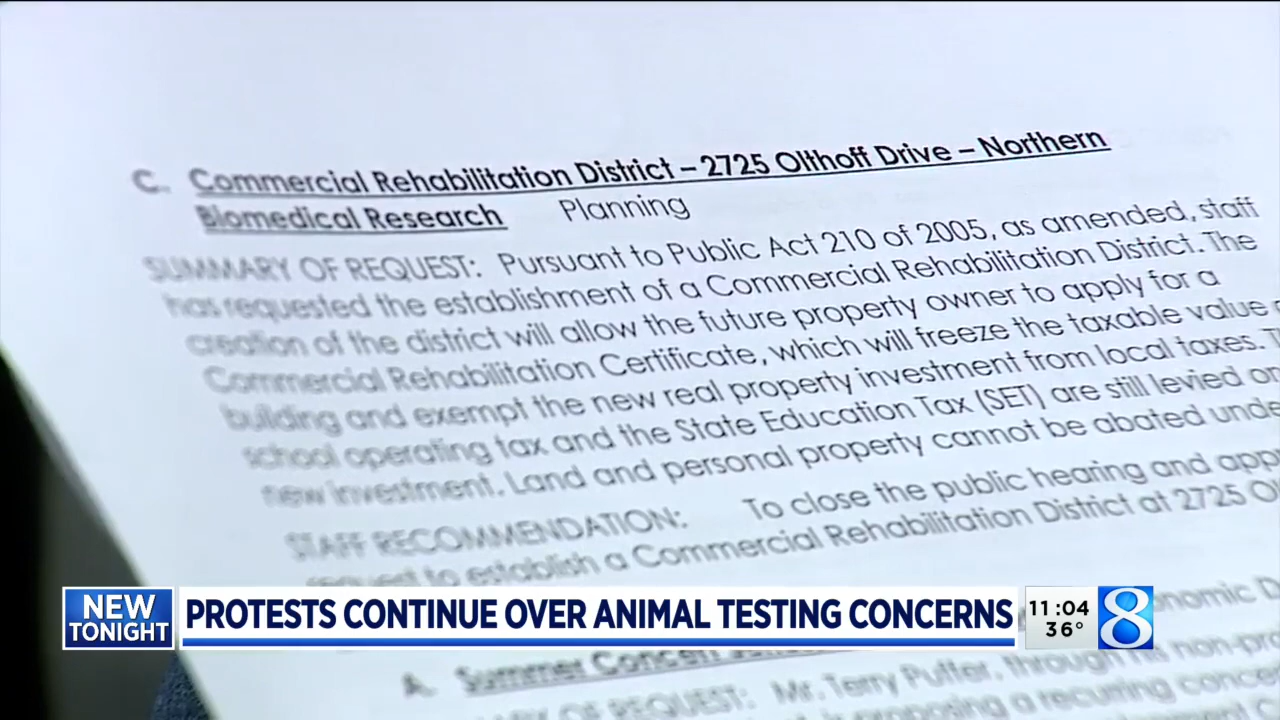 C. Commercial Rehabilitation District – 2725 Olthoff Drive – Northern
Biomedical Research Planning
SUMMARY OF REQUEST: Pursuant to Public Act 210 of 2005, as amended, staff
has requested the establishment of a Commercial Rehabilitation District. The
creation of the district will allow the future property owner to apply for a
Commercial Rehabilitation Certificate, which will freeze the taxable value
building and exempt the new real property investment from local taxes.
school operating tax and the State Education Tax (SET) are still levied on
new investment. Land and personal property cannot be abated
STAFF RECOMMENDATION: To close the public hearing and
request to establish a Commercial Rehabilitation District at 2725
NEW
TONIGHT
PROTESTS CONTINUE OVER ANIMAL TESTING CONCERNS
11:04
36°
8
A. Summer Concert
OF REQUEST: Mr. Terry Puffer, through
proposing a recurring